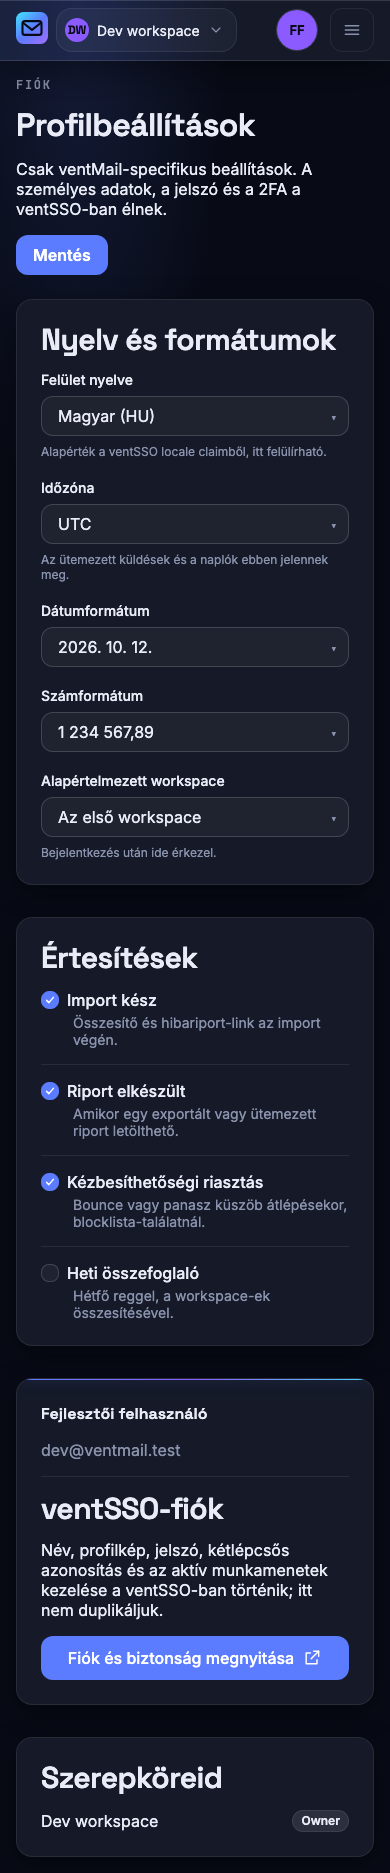 DW Dev workspace FF
FIÓK
Profilbeállítások
Csak ventMail-specifikus beállítások. A
személyes adatok, a jelszó és a 2FA a
ventSSO-ban élnek.
Mentés
Nyelv és formátumok
Felület nyelve
Magyar (HU)
Alapérték a ventSSO locale claimből, itt felülírható.
Időzóna
UTC
Az ütemezett küldések és a naplók ebben jelennek
meg.
Dátumformátum
2026. 10. 12.
Számformátum
1 234 567,89
Alapértelmezett workspace
Az első workspace
Bejelentkezés után ide érkezel.
Értesítések
Import kész
Összesítő és hibariport-link az import
végén.
Riport elkészült
Amikor egy exportált vagy ütemezett
riport letölthető.
Kézbesíthetőségi riasztás
Bounce vagy panasz küszöb átlépésekor,
blocklista-találatnál.
Heti összefoglaló
Hétfő reggel, a workspace-ek
összesítésével.
Fejlesztői felhasználó
dev@ventmail.test
ventSSO-fiók
Név, profilkép, jelszó, kétlépcsős
azonosítás és az aktív munkamenetek
kezelése a ventSSO-ban történik; itt
nem duplikáljuk.
Fiók és biztonság megnyitása
Szerepköreid
Dev workspace Owner